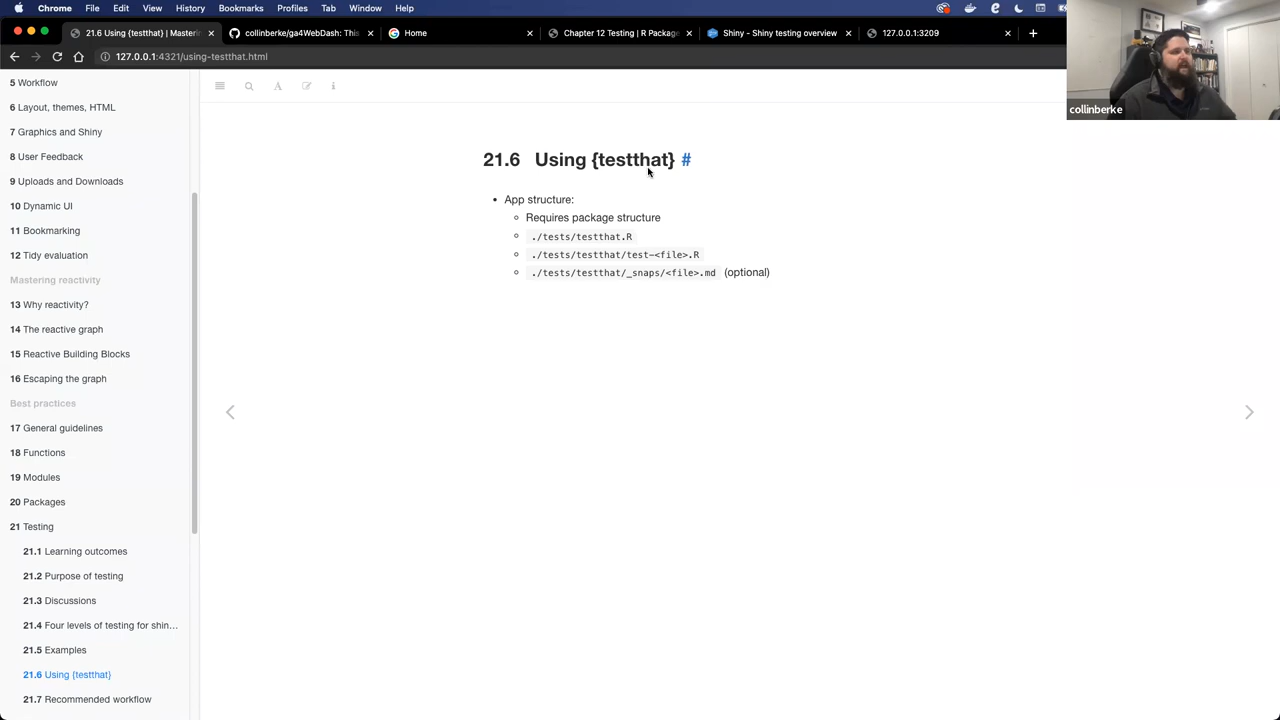 Chrome File Edit View History Bookmarks Profiles Tab Window Help
21.6 Using {testthat} | Masterin
collinberke/ga4WebDash: This
Home
Chapter 12 Testing | R Package
Shiny - Shiny testing overview
127.0.0.1:3209
127.0.0.1:4321/using-testthat.html
collinberke
5 Workflow
6 Layout, themes, HTML
7 Graphics and Shiny
8 User Feedback
9 Uploads and Downloads
10 Dynamic UI
11 Bookmarking
12 Tidy evaluation
Mastering reactivity
13 Why reactivity?
14 The reactive graph
15 Reactive Building Blocks
16 Escaping the graph
Best practices
17 General guidelines
18 Functions
19 Modules
20 Packages
21 Testing
21.1 Learning outcomes
21.2 Purpose of testing
21.3 Discussions
21.4 Four levels of testing for shin...
21.5 Examples
21.6 Using {testthat}
21.7 Recommended workflow
21.6 Using {testthat} #
• App structure:
Requires package structure
./tests/testthat.R
./tests/testthat/test-<file>.R
./tests/testthat/_snaps/<file>.md (optional)